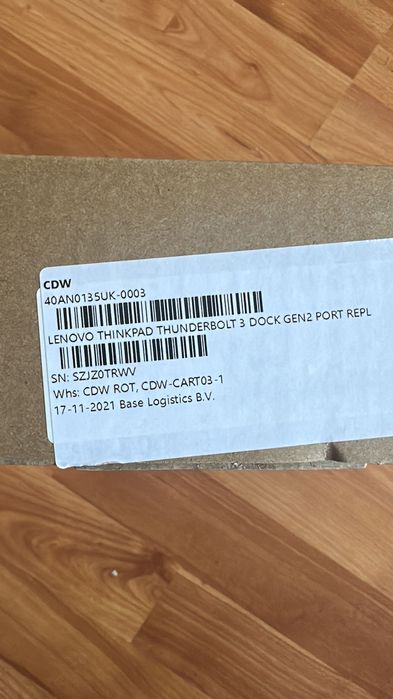 CDW
40AN0135UK-0003
LENOVO THINKPAD THUNDERBOLT 3 DOCK GEN2 PORT REPL
SN: SZJZ0TRWV
Whs: CDW ROT, CDW-CART03-1
17-11-2021 Base Logistics B.V.